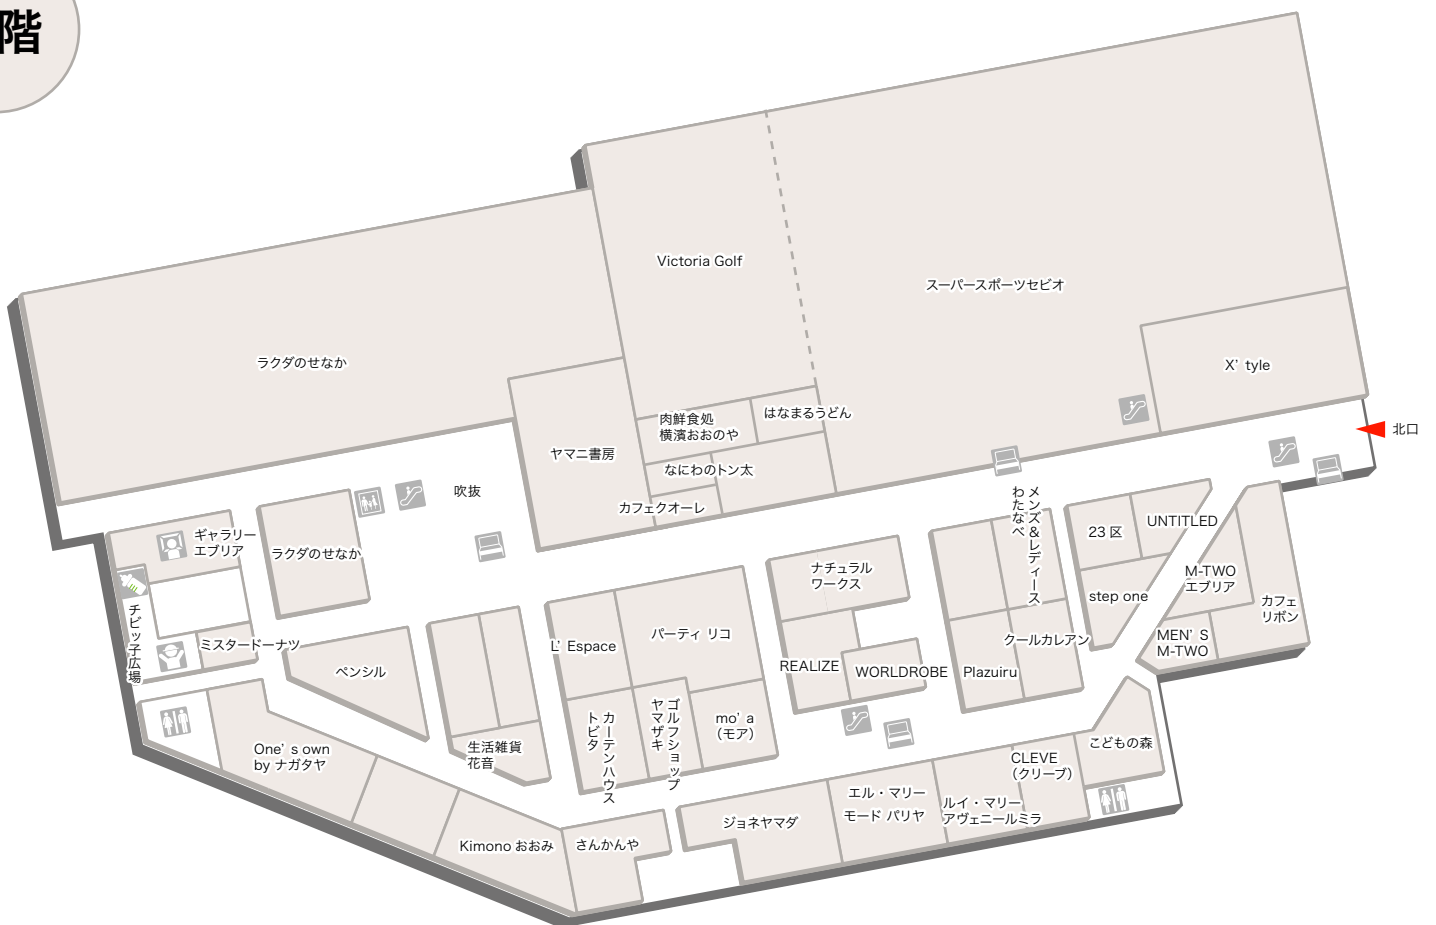 階
Victoria Golf
スーパースポーツゼビオ
ラクダのせなか
X’ tyle
肉鮮食処
横濱おおのや
はなまるうどん
北口
ヤマニ書房
なにわのトン太
吹抜
カフェクオーレ
メンズ&レディース
わたなべ
ギャラリー
エブリア
ラクダのせなか
23 区
UNTITLED
ナチュラル
ワークス
M-TWO
エブリア
step one
カフェ
リボン
チビッ子広場
ミスタードーナツ
L’ Espace
パーティ リコ
クールカレアン
MEN’ S
M-TWO
ペンシル
REALIZE
WORLDROBE
Plazuiru
カーテンハウス
トビタ
ゴルフショップ
ヤマザキ
mo’ a
（モア）
One’ s own
by ナガタヤ
生活雑貨
花音
こどもの森
CLEVE
（クリーブ）
エル・マリー
モード パリヤ
ルイ・マリー
アヴェニールミラ
ジョネヤマダ
Kimono おおみ
さんかんや